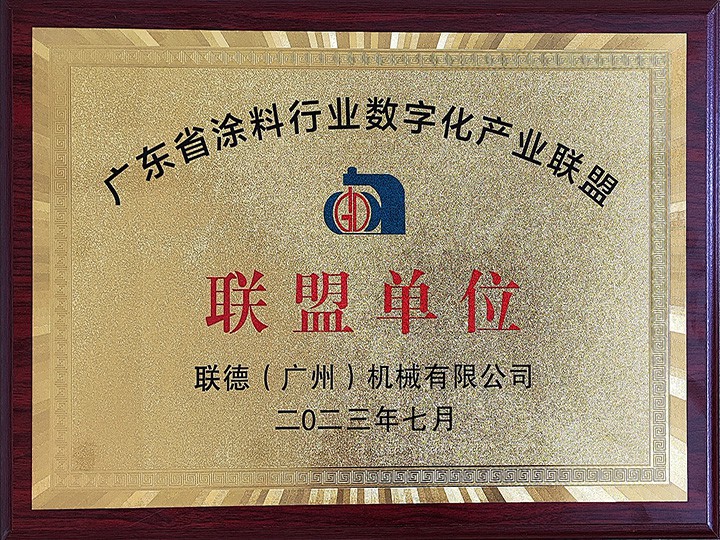 广东省涂料行业数字化产业联盟
GD
联盟单位
联德（广州）机械有限公司
二〇二三年七月